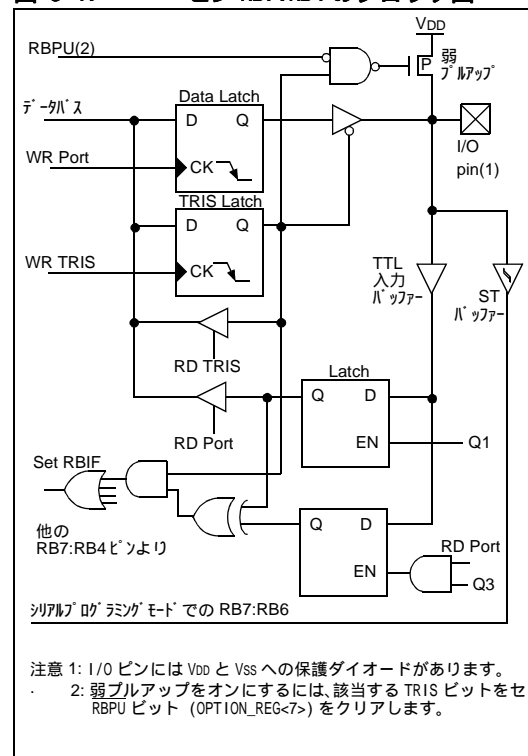 RBPU(2)
VDD
P
弱
プルアップ
データバス
Data Latch
D Q
WR Port
CK
I/O
pin(1)
TRIS Latch
D Q
WR TRIS
CK
TTL
入力
バッファー
ST
バッファー
RD TRIS
Latch
Q D
RD Port
EN
Q1
Set RBIF
Q D
他の
RB7:RB4 ピンより
RD Port
EN
Q3
シリアルプログラミングモードでの RB7:RB6
注意 1: I/O ピンには VDD と VSS への保護ダイオードがあります。
2: 弱プルアップをオンにするには、該当する TRIS ビットをセ
RBPU ビット (OPTION_REG<7>) をクリアします。